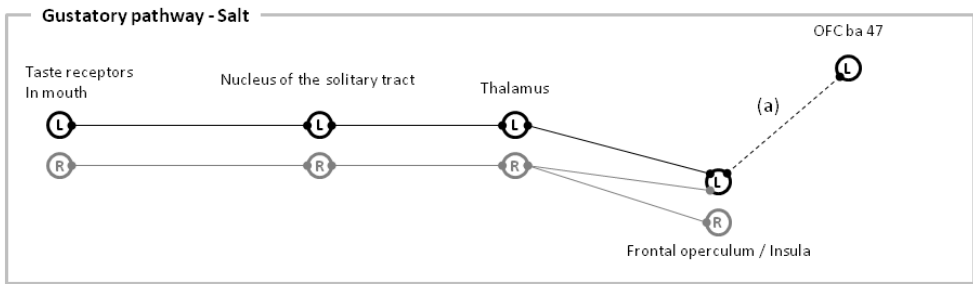 Gustatory pathway - Salt
OFC ba 47
L
Taste receptors
In mouth
Nucleus of the solitary tract
Thalamus
(a)
L L L
R R R
L
R
Frontal operculum / Insula